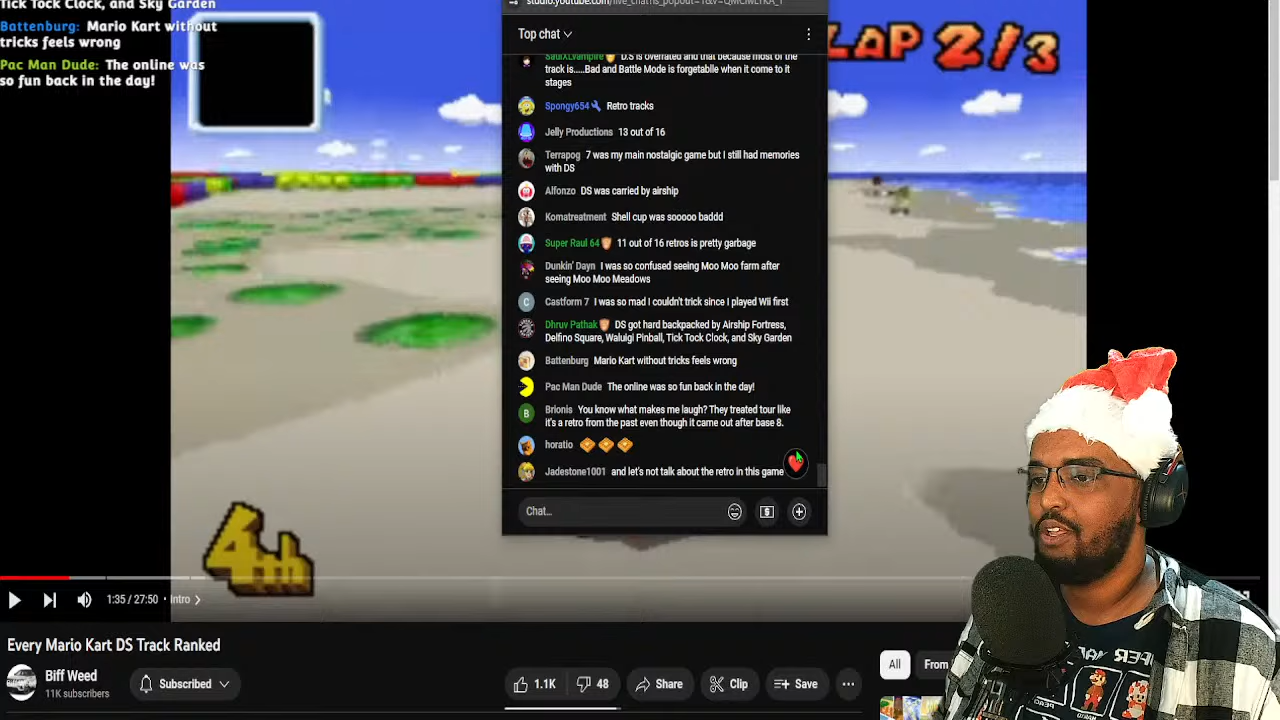 Tick Tock Clock, and Sky Garden
Battenburg: Mario Kart without
tricks feels wrong
Pac Man Dude: The online was
so fun back in the day!
LAP 2/3
Top chat
SaulXLvampire D.S is overrated and that because most of the
track is.....Bad and Battle Mode is forgetabile when it come to it
stages
Spongy654 Retro tracks
Jelly Productions 13 out of 16
Terrapog 7 was my main nostalgic game but I still had memories
with DS
Alfonzo DS was carried by airship
Komatreatment Shell cup was sooooo baddd
Super Raul 64 11 out of 16 retros is pretty garbage
Dunkin' Dayn I was so confused seeing Moo Moo farm after
seeing Moo Moo Meadows
C Castform 7 I was so mad I couldn't trick since I played Wii first
Dhruv Pathak DS got hard backpacked by Airship Fortress,
Delfino Square, Waluigi Pinball, Tick Tock Clock, and Sky Garden
Battenburg Mario Kart without tricks feels wrong
Pac Man Dude The online was so fun back in the day!
B Brionis You know what makes me laugh? They treated tour like
it's a retro from the past even though it came out after base 8.
horatio
Jadestone1001 and let's not talk about the retro in this game
Chat...
4th
1:35 / 27:50 • Intro
Every Mario Kart DS Track Ranked
Biff Weed
11K subscribers
Subscribed
1.1K
48
Share
Clip
Save
All
From